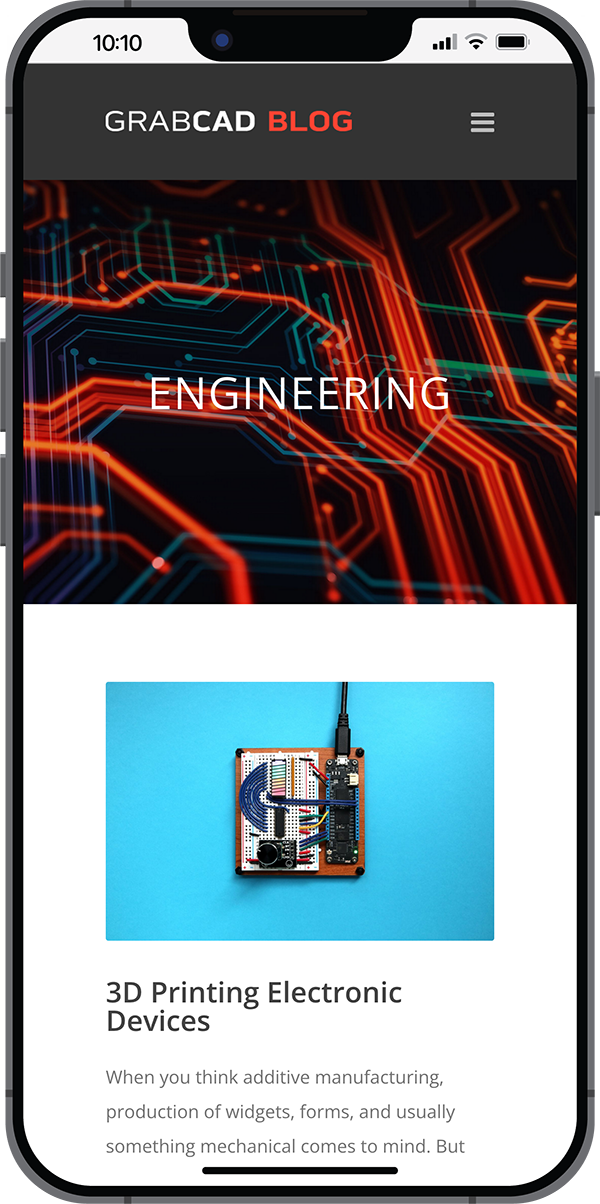 10:10
GRABCAD BLOG
ENGINEERING
3D Printing Electronic
Devices
When you think additive manufacturing,
production of widgets, forms, and usually
something mechanical comes to mind. But